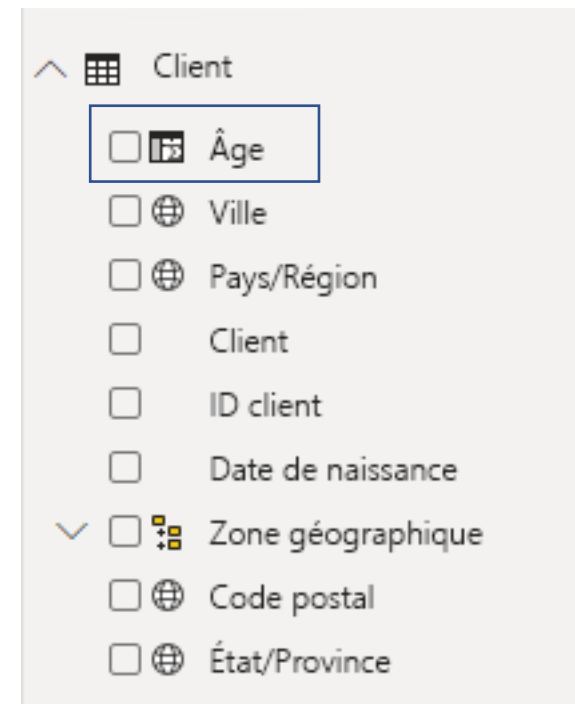 Client
Âge
Ville
Pays/Région
Client
ID client
Date de naissance
Zone géographique
Code postal
État/Province